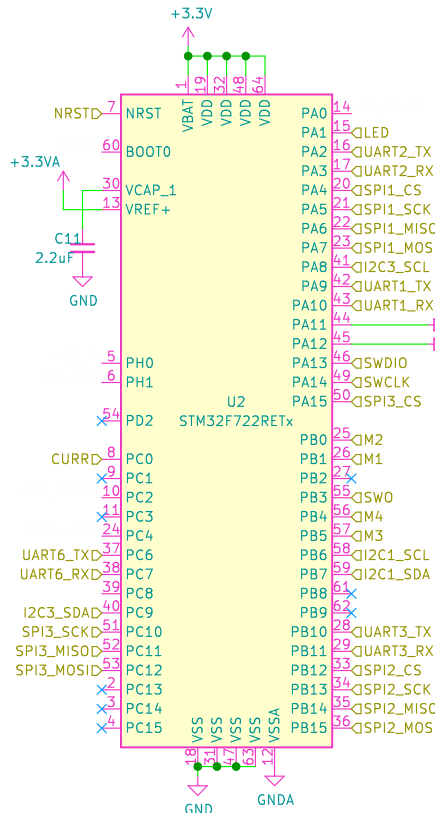 +3.3V
1 19 32 48 64
VBAT VDD VDD VDD VDD
NRST 7 NRST PA0 14
PA1 15 LED
60 BOOT0 PA2 16 UART2_TX
+3.3VA PA3 17 UART2_RX
30 VCAP_1 PA4 20 SPI1_CS
13 VREF+ PA5 21 SPI1_SCK
PA6 22 SPI1_MISO
C11 PA7 23 SPI1_MOS
2.2uF PA8 41 I2C3_SCL
PA9 42 UART1_TX
GND PA10 43 UART1_RX
PA11 44
PA12 45
5 PH0 PA13 46 SWDIO
6 PH1 PA14 49 SWCLK
PA15 50 SPI3_CS
U2
54 PD2 STM32F722RETx
PB0 25 M2
CURR 8 PC0 PB1 26 M1
9 PC1 PB2 27
10 PC2 PB3 55 SWO
11 PC3 PB4 56 M4
24 PC4 PB5 57 M3
UART6_TX 37 PC6 PB6 58 I2C1_SCL
UART6_RX 38 PC7 PB7 59 I2C1_SDA
39 PC8 PB8 61
I2C3_SDA 40 PC9 PB9 62
SPI3_SCK 51 PC10 PB10 28 UART3_TX
SPI3_MISO 52 PC11 PB11 29 UART3_RX
SPI3_MOSI 53 PC12 PB12 33 SPI2_CS
2 PC13 PB13 34 SPI2_SCK
3 PC14 PB14 35 SPI2_MISO
4 PC15 PB15 36 SPI2_MOS
VSS VSS VSS VSS VSSA
18 31 47 63 12
GND GNDA